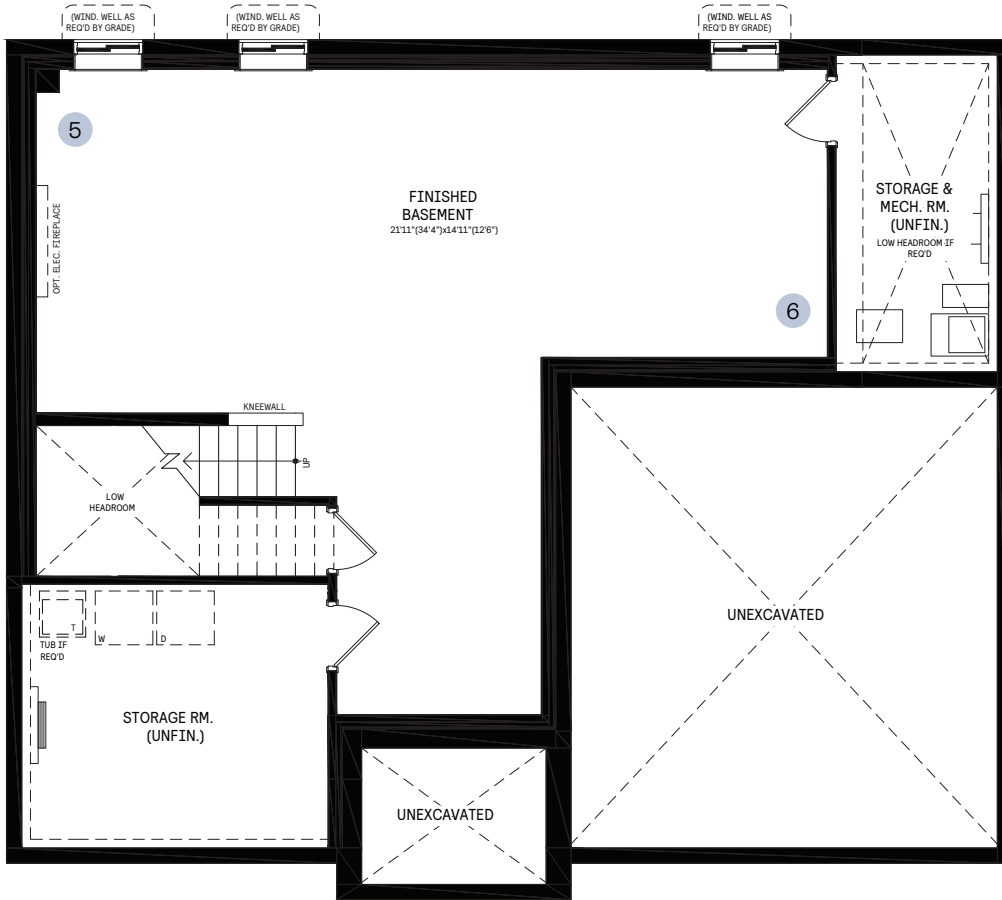 (WIND. WELL AS
REQ'D BY GRADE)
(WIND. WELL AS
REQ'D BY GRADE)
(WIND. WELL AS
REQ'D BY GRADE)
5
OPT. ELEC. FIREPLACE
FINISHED
BASEMENT
21'11"(34'4")x14'11"(12'6")
STORAGE &
MECH. RM.
(UNFIN.)
LOW HEADROOM IF
REQ'D
6
KNEEWALL
UP
LOW
HEADROOM
T
W
D
TUB IF
REQ'D
STORAGE RM.
(UNFIN.)
UNEXCAVATED
UNEXCAVATED